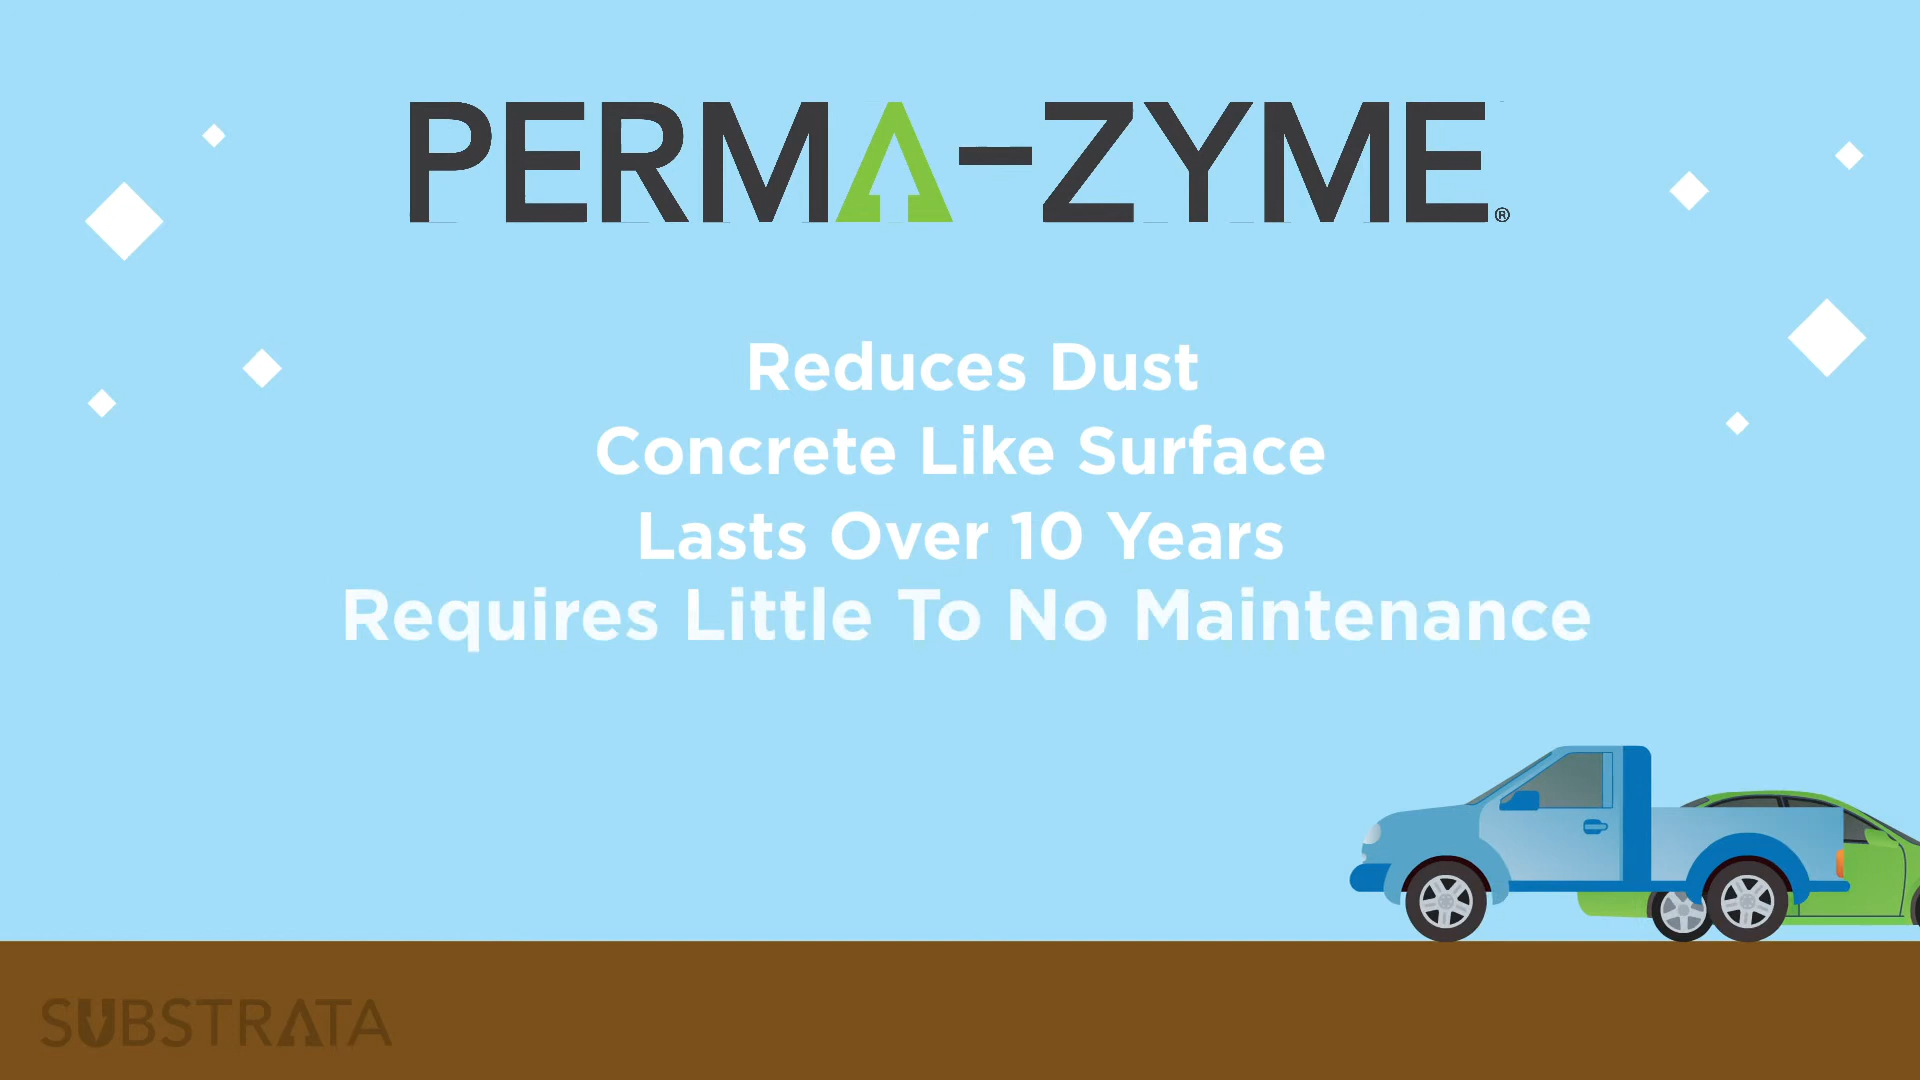 PERMA-ZYME®
Reduces Dust
Concrete Like Surface
Lasts Over 10 Years
Requires Little To No Maintenance
SUBSTRATA